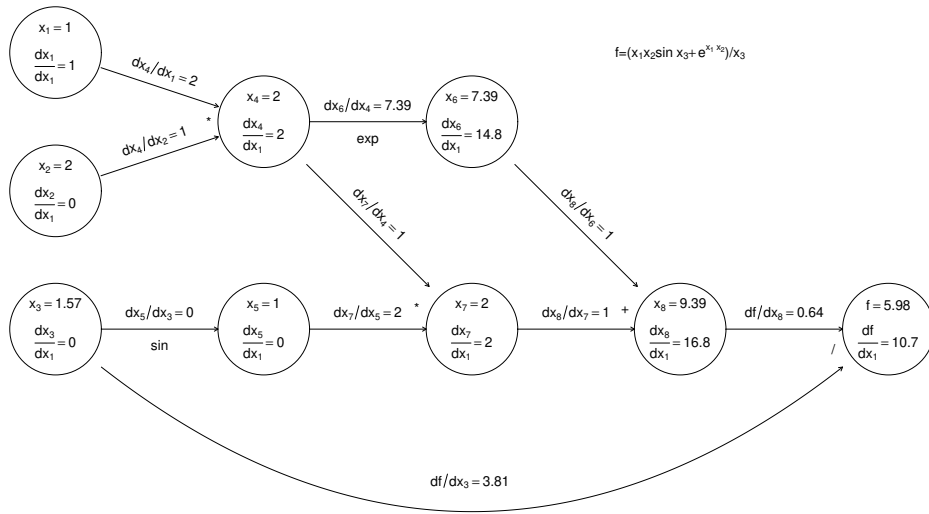 x₁ = 1
dx₁/dx₁ = 1
dx₄/dx₁ = 2
f=(x₁x₂sin x₃+e^(x₁ x₂))/x₃
x₂ = 2
dx₂/dx₁ = 0
dx₄/dx₂ = 1
*
x₄ = 2
dx₄/dx₁ = 2
dx₆/dx₄ = 7.39
exp
x₆ = 7.39
dx₆/dx₁ = 14.8
dx₇/dx₄ = 1
dx₈/dx₆ = 1
x₃ = 1.57
dx₃/dx₁ = 0
dx₅/dx₃ = 0
sin
x₅ = 1
dx₅/dx₁ = 0
dx₇/dx₅ = 2
*
x₇ = 2
dx₇/dx₁ = 2
dx₈/dx₇ = 1
+
x₈ = 9.39
dx₈/dx₁ = 16.8
df/dx₈ = 0.64
/
f = 5.98
df/dx₁ = 10.7
df/dx₃ = 3.81